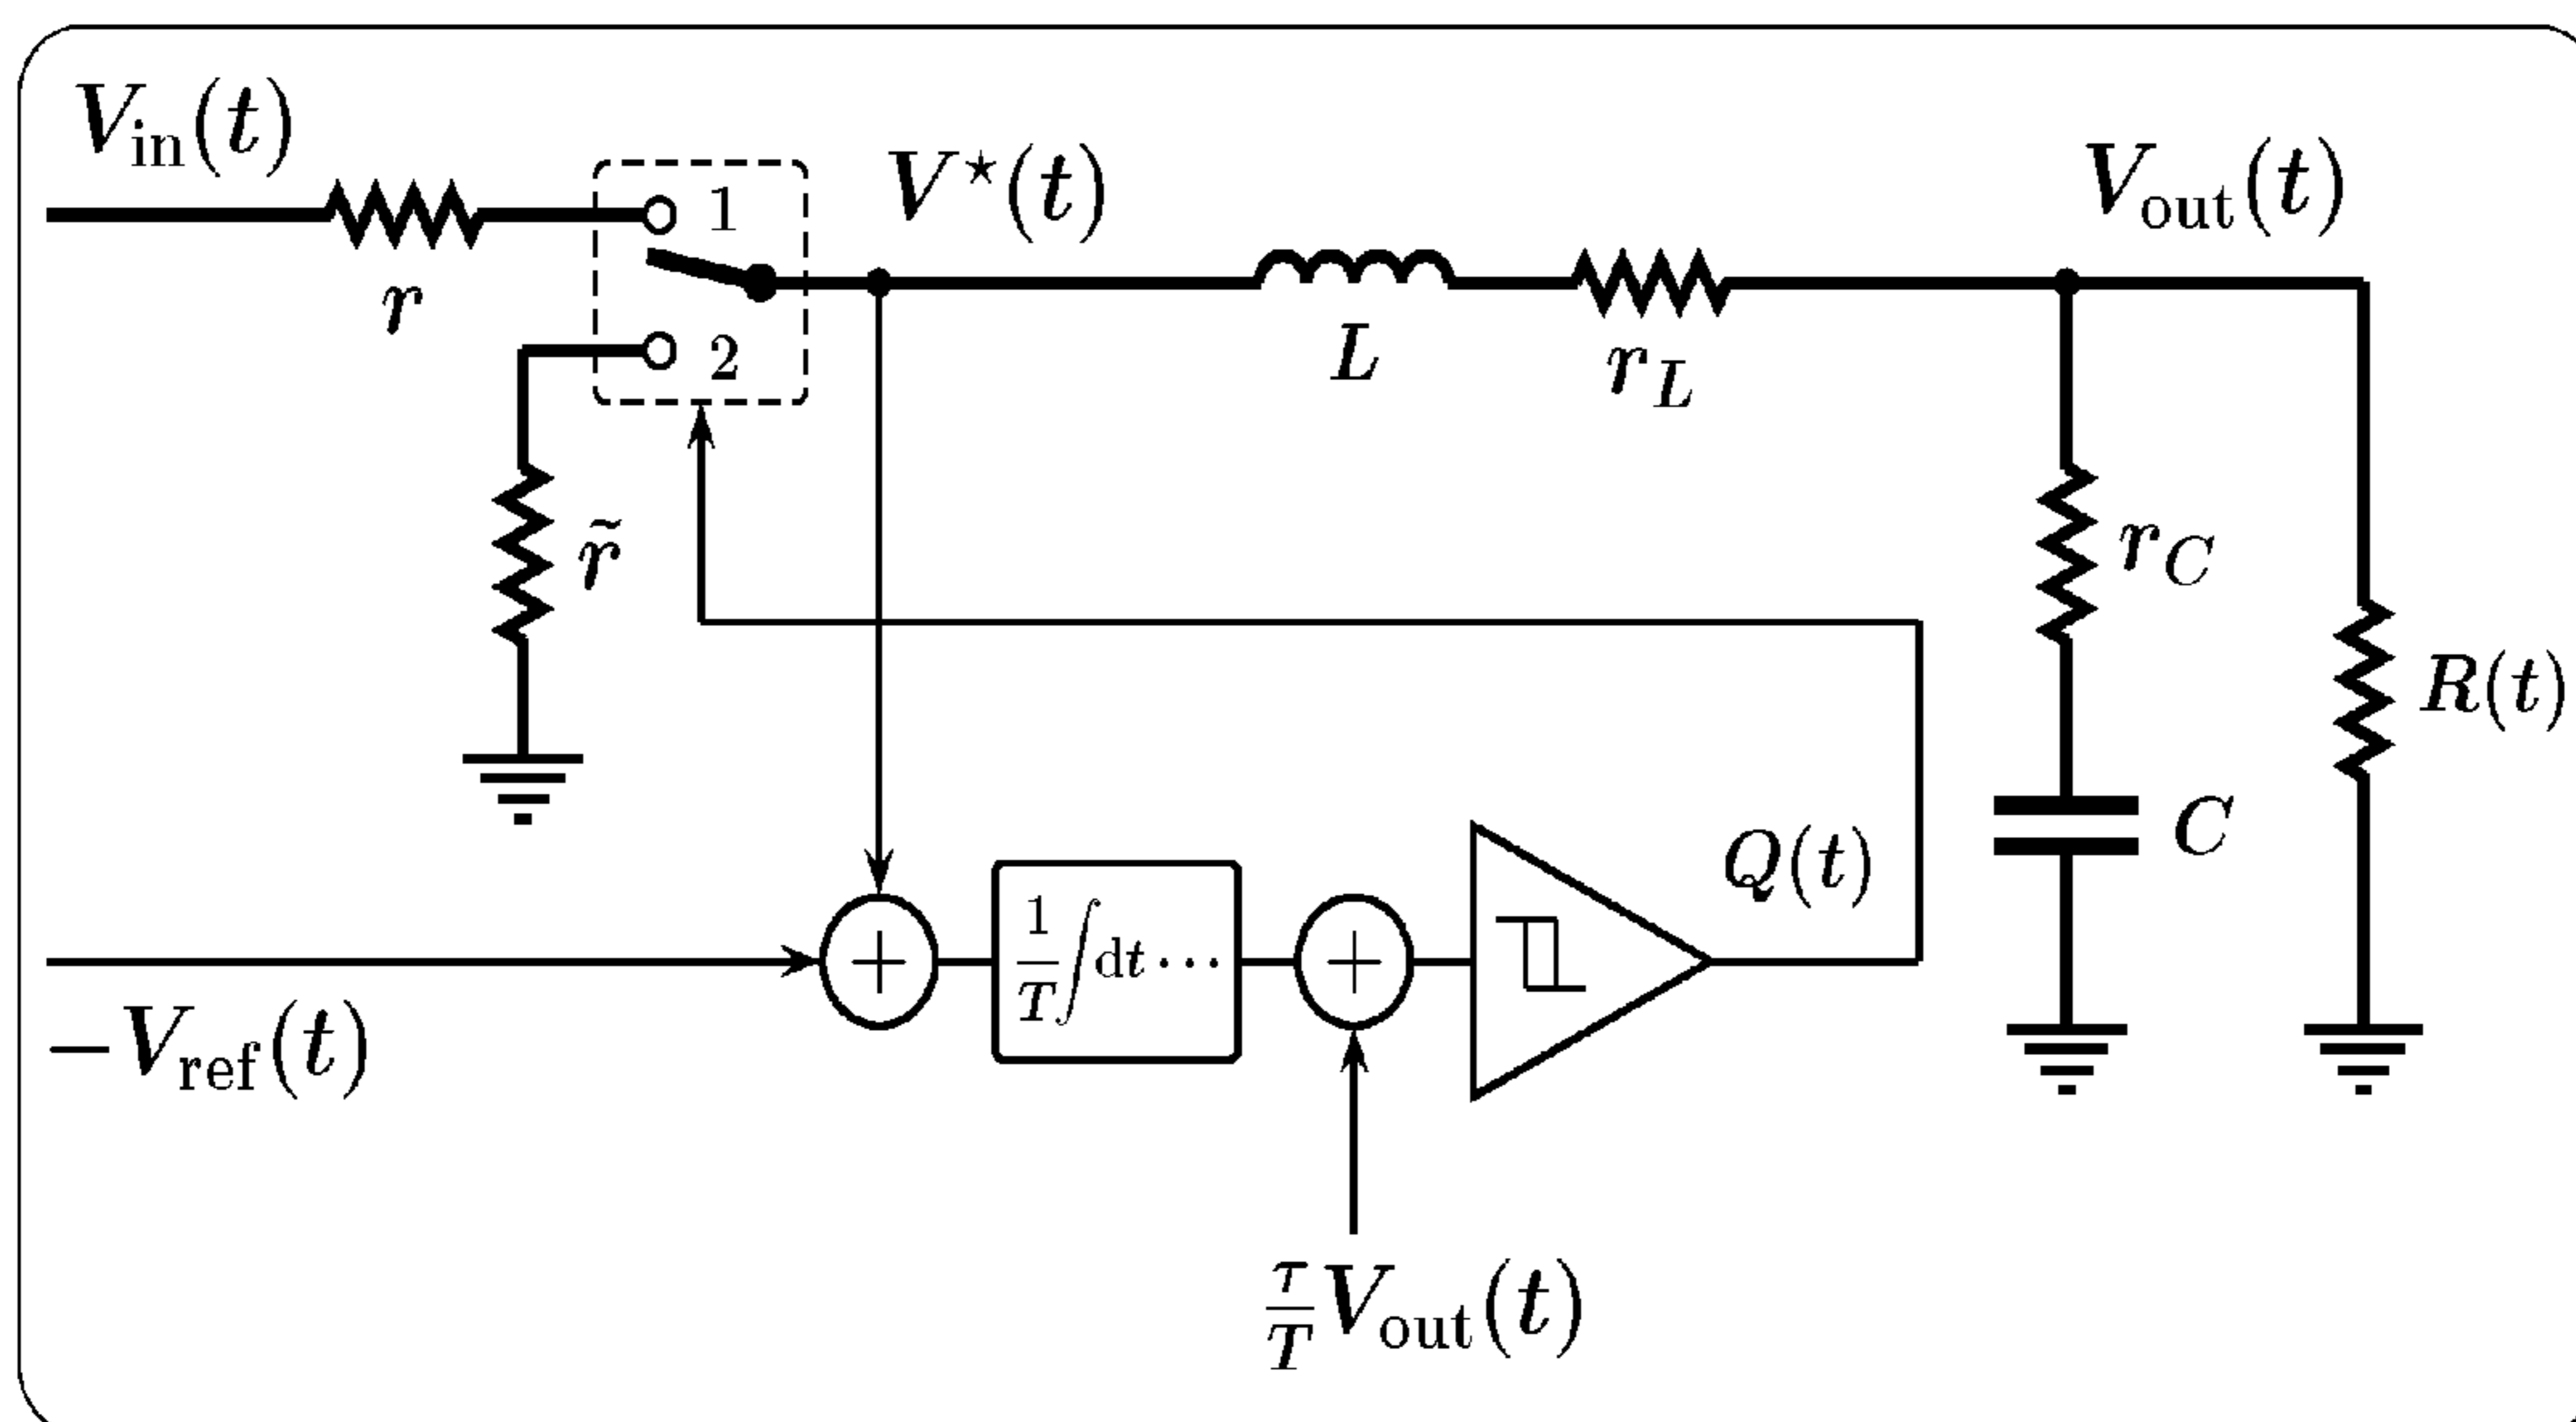 V_in(t)
r
1
2
V*(t)
L
r_L
V_out(t)
r̃
r_C
C
R(t)
-V_ref(t)
+
1/T ∫dt ···
+
Q(t)
τ/T V_out(t)